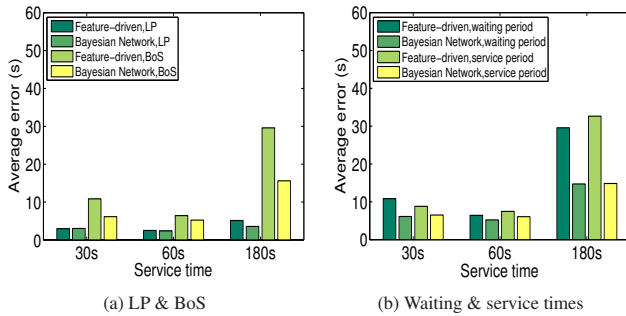 60
50
40
30
20
10
0
Average error (s)
Feature-driven,LP
Bayesian Network,LP
Feature-driven,BoS
Bayesian Network,BoS
30s 60s 180s
Service time
(a) LP & BoS
60
50
40
30
20
10
0
Average error (s)
Feature-driven,waiting period
Bayesian Network,waiting period
Feature-driven,service period
Bayesian Network,service period
30s 60s 180s
Service time
(b) Waiting & service times